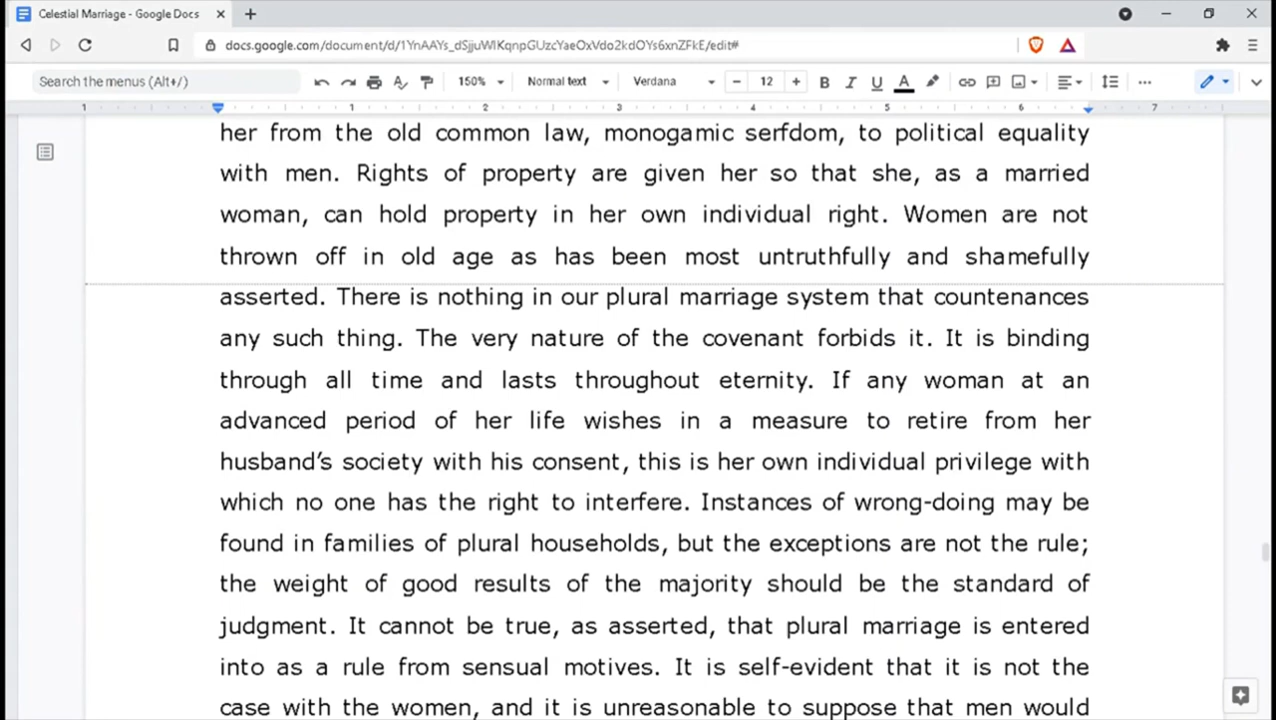 Celestial Marriage - Google Docs
docs.google.com/document/d/1YnAAYs_dSjjuWIKqnpGUzcYaeOxVdo2kdOYs6xnZFkE/edit#
Search the menus (Alt+/)
150%
Normal text
Verdana
12
B I U A
1 1 2 3 4 5 6 7
her from the old common law, monogamic serfdom, to political equality
with men. Rights of property are given her so that she, as a married
woman, can hold property in her own individual right. Women are not
thrown off in old age as has been most untruthfully and shamefully
asserted. There is nothing in our plural marriage system that countenances
any such thing. The very nature of the covenant forbids it. It is binding
through all time and lasts throughout eternity. If any woman at an
advanced period of her life wishes in a measure to retire from her
husband’s society with his consent, this is her own individual privilege with
which no one has the right to interfere. Instances of wrong-doing may be
found in families of plural households, but the exceptions are not the rule;
the weight of good results of the majority should be the standard of
judgment. It cannot be true, as asserted, that plural marriage is entered
into as a rule from sensual motives. It is self-evident that it is not the
case with the women, and it is unreasonable to suppose that men would